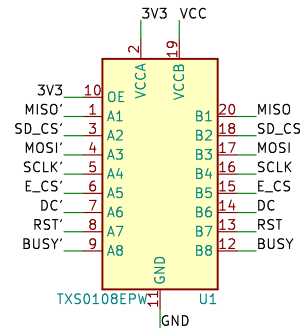 3V3 VCC
2 19
VCCA VCCB
3V3 10 OE
MISO′ 1 A1 B1 20 MISO
SD_CS′ 3 A2 B2 18 SD_CS
MOSI′ 4 A3 B3 17 MOSI
SCLK′ 5 A4 B4 16 SCLK
E_CS′ 6 A5 B5 15 E_CS
DC′ 7 A6 B6 14 DC
RST′ 8 A7 B7 13 RST
BUSY′ 9 A8 B8 12 BUSY
GND
TXS0108EPW 11 U1
GND